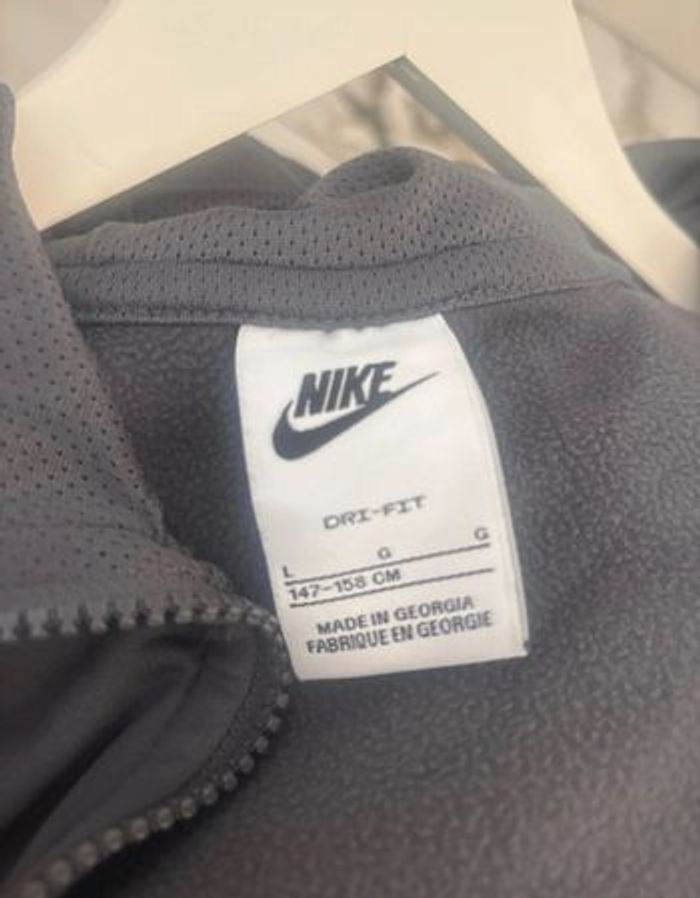 NIKE
DRI-FIT
L G G
147-158 CM
MADE IN GEORGIA
FABRIQUE EN GEORGIE